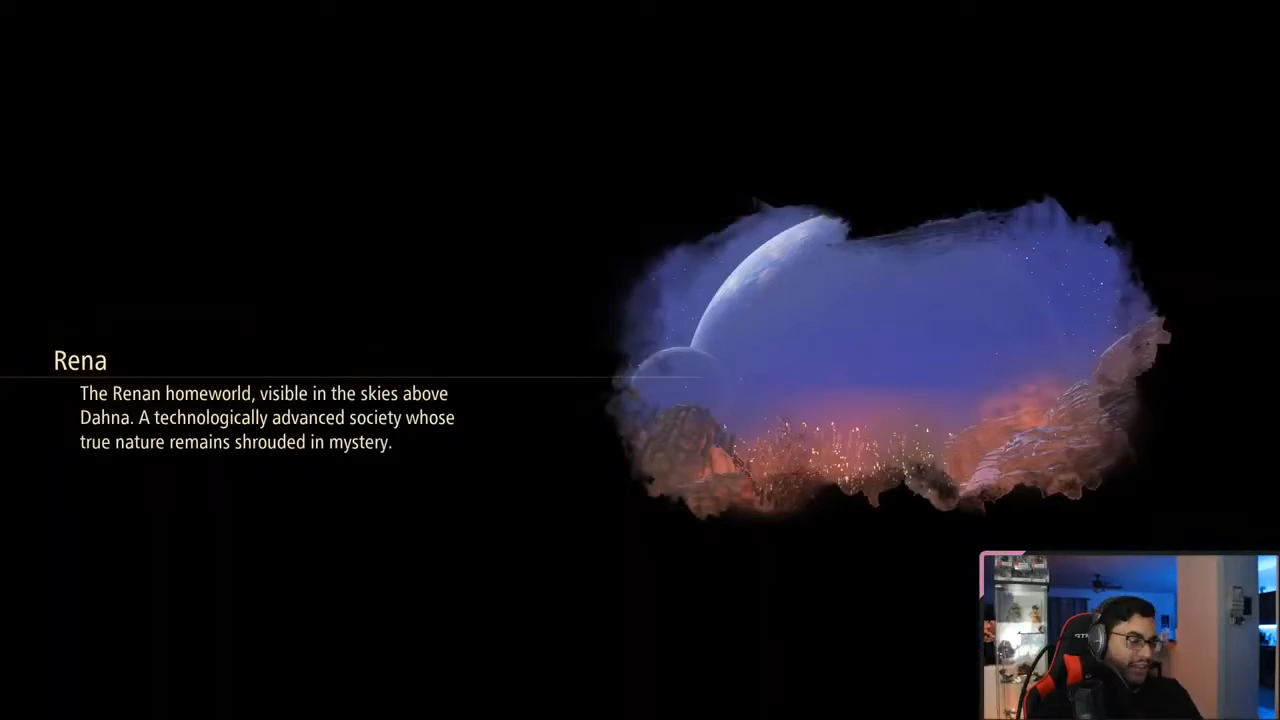 Rena
The Renan homeworld, visible in the skies above
Dahna. A technologically advanced society whose
true nature remains shrouded in mystery.